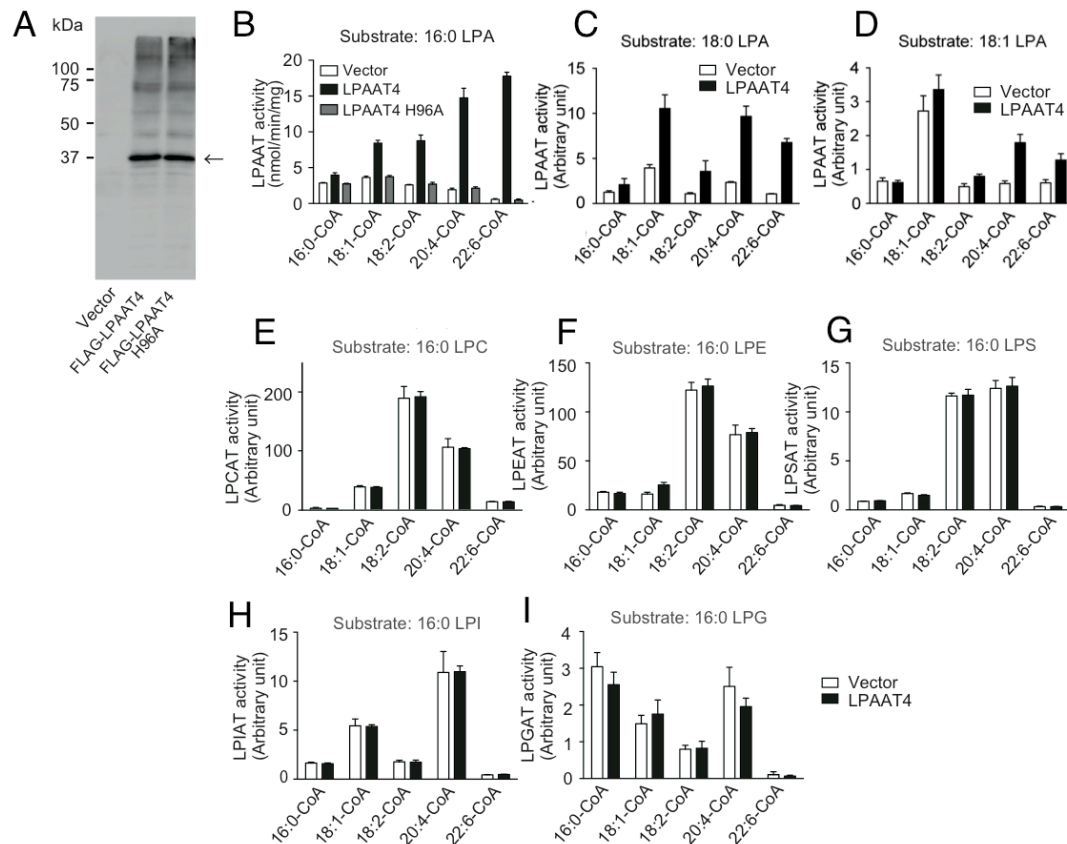 A
kDa
100
75
50
37
←
Vector
FLAG-LPAAT4
FLAG-LPAAT4
H96A
B
Substrate: 16:0 LPA
LPAAT activity
(nmol/min/mg)
20
15
10
5
0
Vector
LPAAT4
LPAAT4 H96A
16:0-CoA
18:1-CoA
18:2-CoA
20:4-CoA
22:6-CoA
C
Substrate: 18:0 LPA
LPAAT activity
(Arbitrary unit)
15
10
5
0
Vector
LPAAT4
16:0-CoA
18:1-CoA
18:2-CoA
20:4-CoA
22:6-CoA
D
Substrate: 18:1 LPA
LPAAT activity
(Arbitrary unit)
4
3
2
1
0
Vector
LPAAT4
16:0-CoA
18:1-CoA
18:2-CoA
20:4-CoA
22:6-CoA
E
Substrate: 16:0 LPC
LPCAT activity
(Arbitrary unit)
200
100
0
16:0-CoA
18:1-CoA
18:2-CoA
20:4-CoA
22:6-CoA
F
Substrate: 16:0 LPE
LPEAT activity
(Arbitrary unit)
150
100
50
0
16:0-CoA
18:1-CoA
18:2-CoA
20:4-CoA
22:6-CoA
G
Substrate: 16:0 LPS
LPSAT activity
(Arbitrary unit)
15
10
5
0
16:0-CoA
18:1-CoA
18:2-CoA
20:4-CoA
22:6-CoA
H
Substrate: 16:0 LPI
LPIAT activity
(Arbitrary unit)
15
10
5
0
16:0-CoA
18:1-CoA
18:2-CoA
20:4-CoA
22:6-CoA
I
Substrate: 16:0 LPG
LPGAT activity
(Arbitrary unit)
4
3
2
1
0
16:0-CoA
18:1-CoA
18:2-CoA
20:4-CoA
22:6-CoA
Vector
LPAAT4